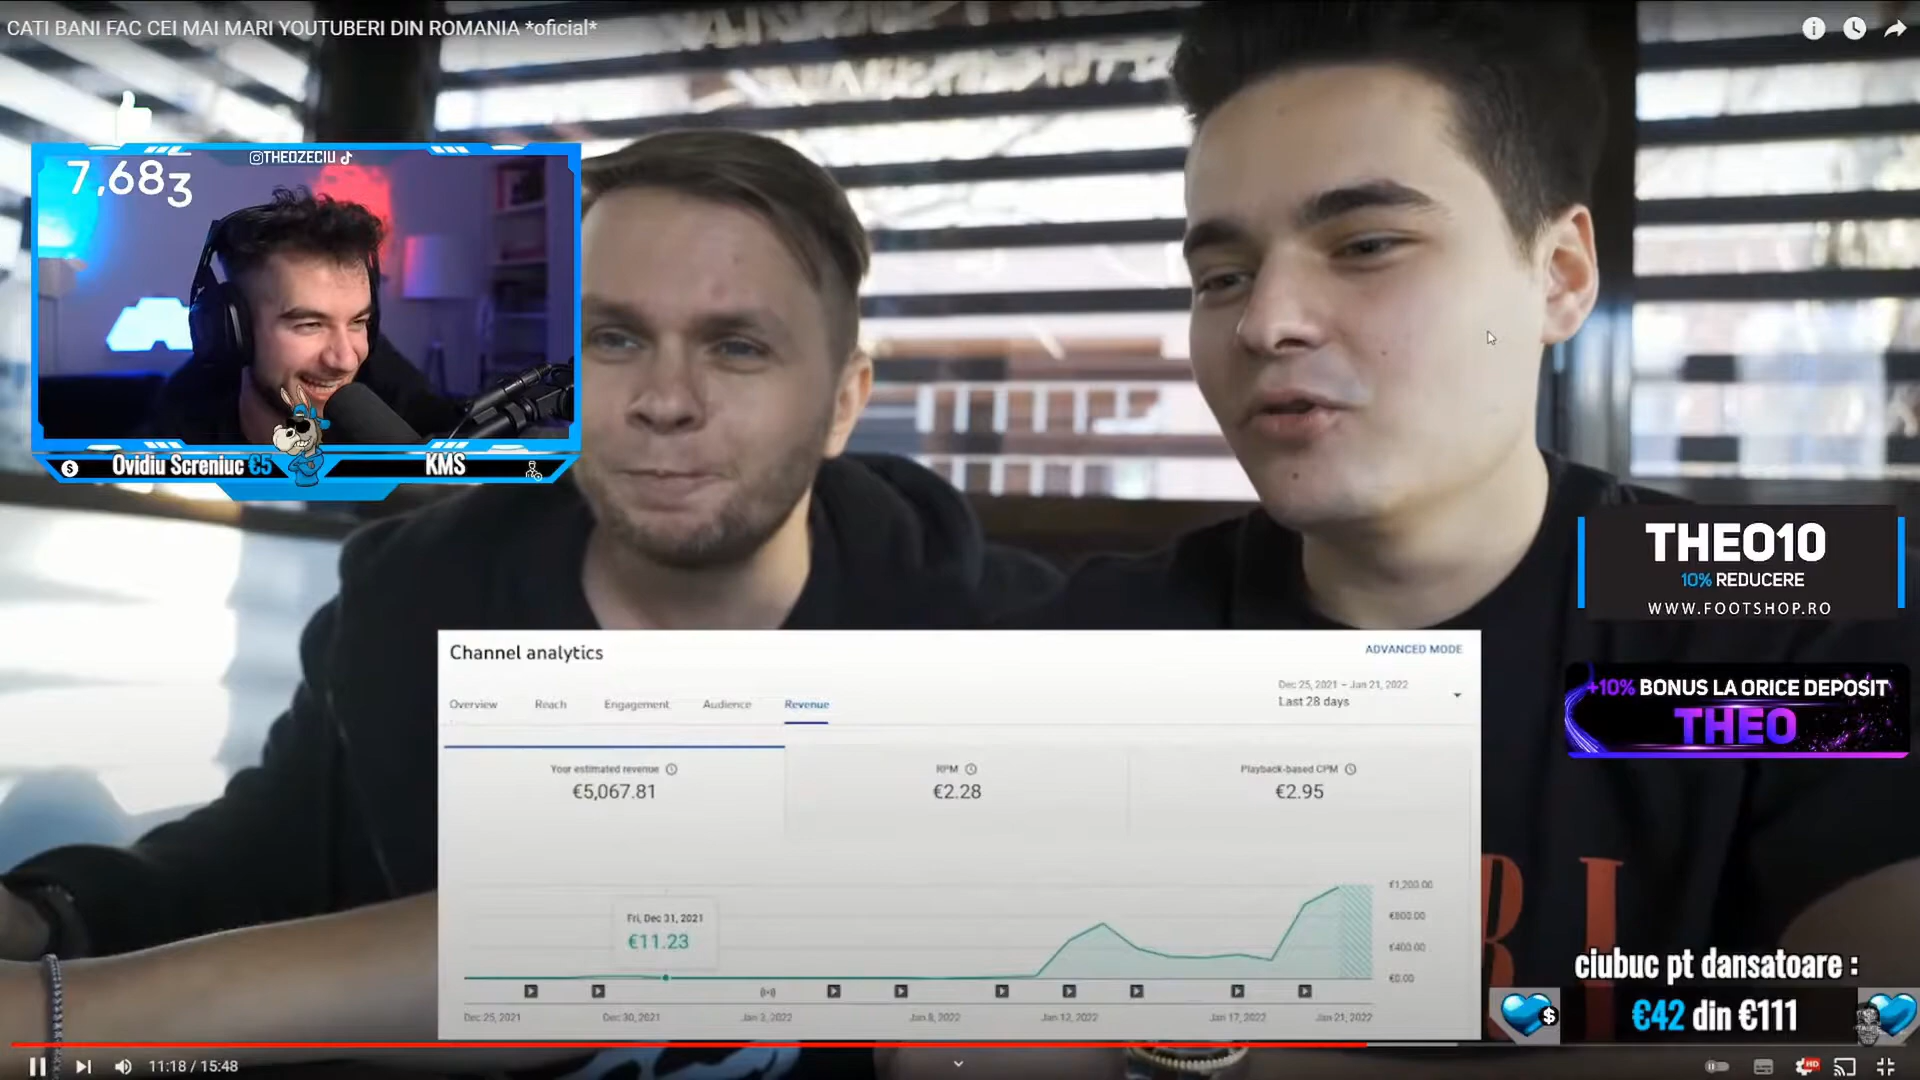 CATI BANI FAC CEI MAI MARI YOUTUBERI DIN ROMANIA *oficial*
7,683
THEOZECIU
Ovidiu Screniuc €5
KMS
THEO10
10% REDUCERE
WWW.FOOTSHOP.RO
+10% BONUS LA ORICE DEPOSIT
THEO
Channel analytics
ADVANCED MODE
Dec 25, 2021 – Jan 21, 2022
Last 28 days
Overview Reach Engagement Audience Revenue
Your estimated revenue
€5,067.81
RPM
€2.28
Playback-based CPM
€2.95
Fri, Dec 31, 2021
€11.23
€1,200.00
€800.00
€400.00
€0.00
Dec 25, 2021 Dec 30, 2021 Jan 3, 2022 Jan 8, 2022 Jan 12, 2022 Jan 17, 2022 Jan 21, 2022
ciubuc pt dansatoare :
€42 din €111
11:18 / 15:48
HD